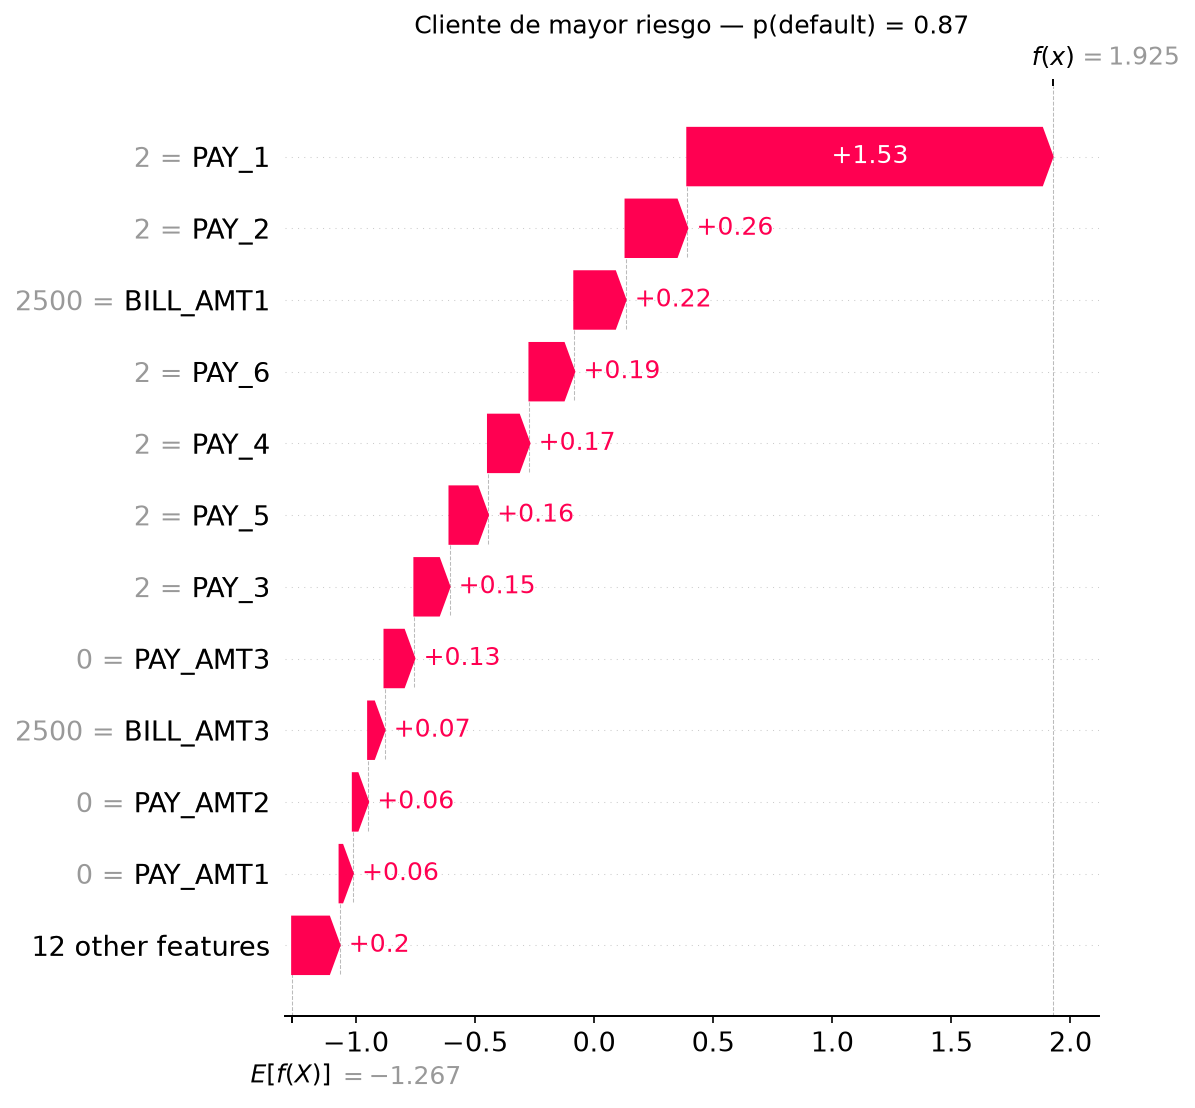 Cliente de mayor riesgo — p(default) = 0.87
f(x) = 1.925
2 = PAY_1 +1.53
2 = PAY_2 +0.26
2500 = BILL_AMT1 +0.22
2 = PAY_6 +0.19
2 = PAY_4 +0.17
2 = PAY_5 +0.16
2 = PAY_3 +0.15
0 = PAY_AMT3 +0.13
2500 = BILL_AMT3 +0.07
0 = PAY_AMT2 +0.06
0 = PAY_AMT1 +0.06
12 other features +0.2
−1.0 −0.5 0.0 0.5 1.0 1.5 2.0
E[f(X)] = −1.267